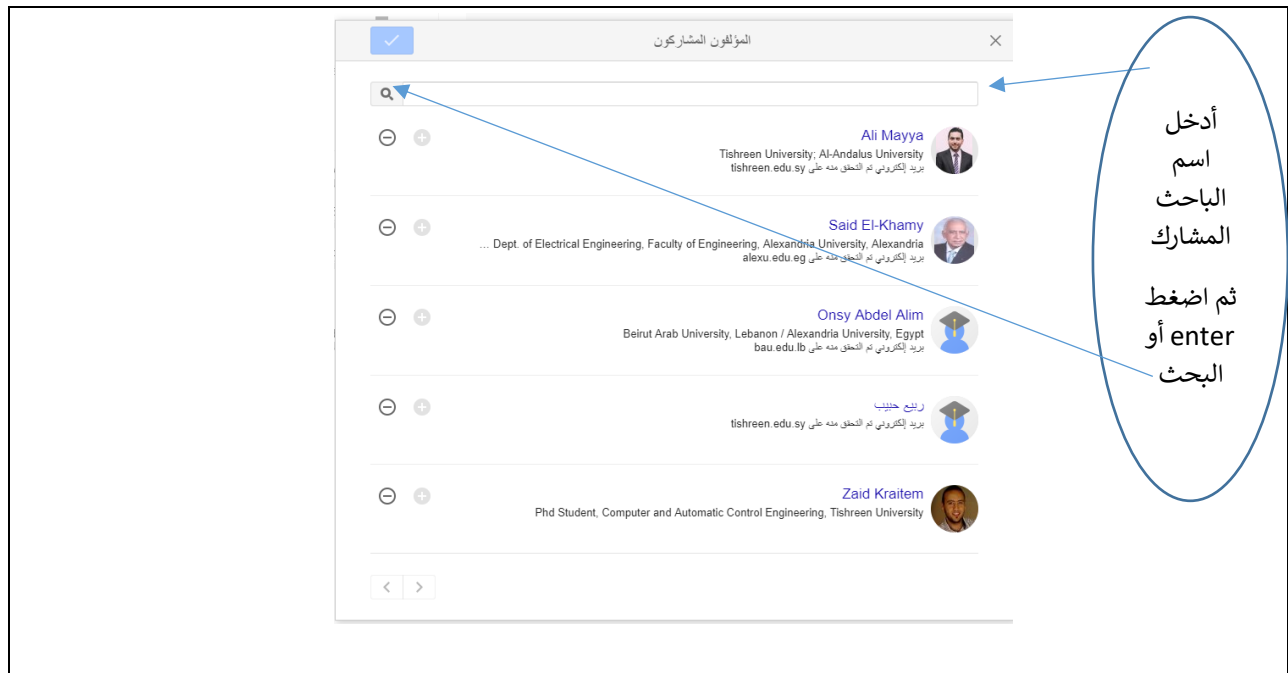 المؤلفون المشاركون
Ali Mayya
Tishreen University; Al-Andalus University
بريد إلكتروني تم التحقق منه على tishreen.edu.sy
Said El-Khamy
Dept. of Electrical Engineering, Faculty of Engineering, Alexandria University, Alexandria ...
بريد إلكتروني تم التحقق منه على alexu.edu.eg
Onsy Abdel Alim
Beirut Arab University, Lebanon / Alexandria University, Egypt
بريد إلكتروني تم التحقق منه على bau.edu.lb
ربيع حبيب
بريد إلكتروني تم التحقق منه على tishreen.edu.sy
Zaid Kraitem
Phd Student, Computer and Automatic Control Engineering, Tishreen University
أدخل
اسم
الباحث
المشارك
ثم اضغط
enter أو
البحث